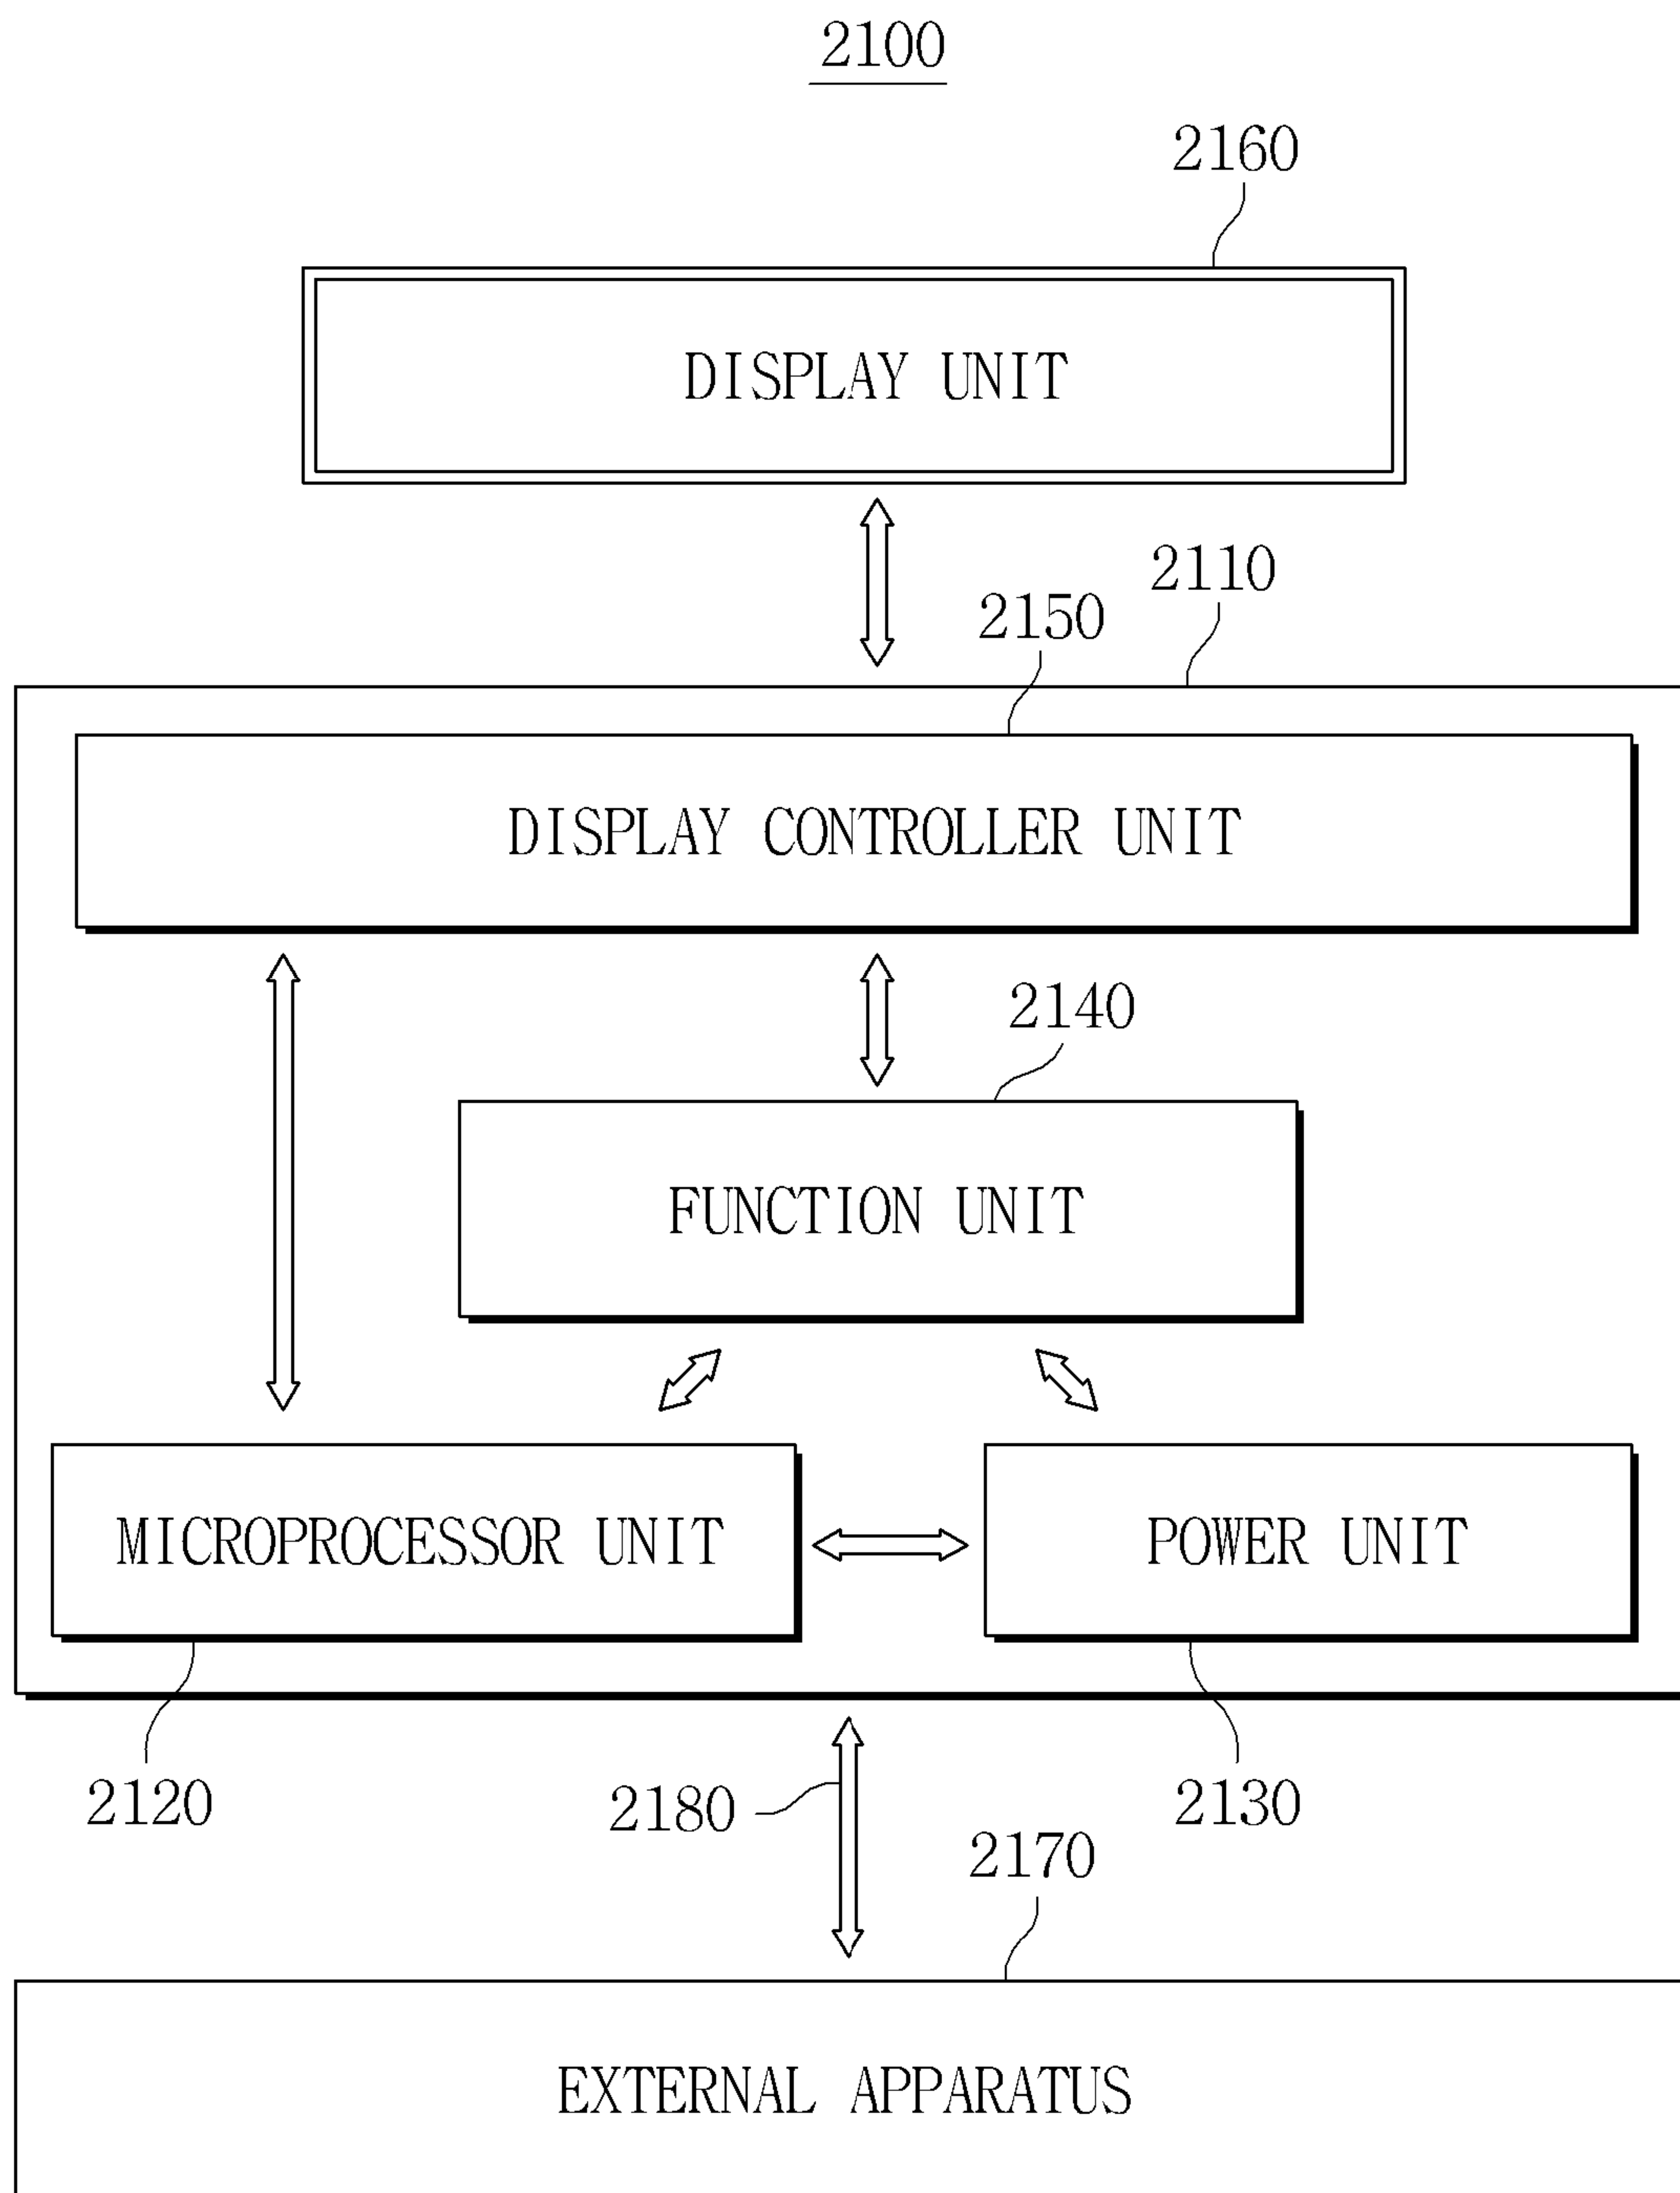 2100
2160
DISPLAY UNIT
2110
2150
DISPLAY CONTROLLER UNIT
2140
FUNCTION UNIT
MICROPROCESSOR UNIT
POWER UNIT
2120
2180
2130
2170
EXTERNAL APPARATUS